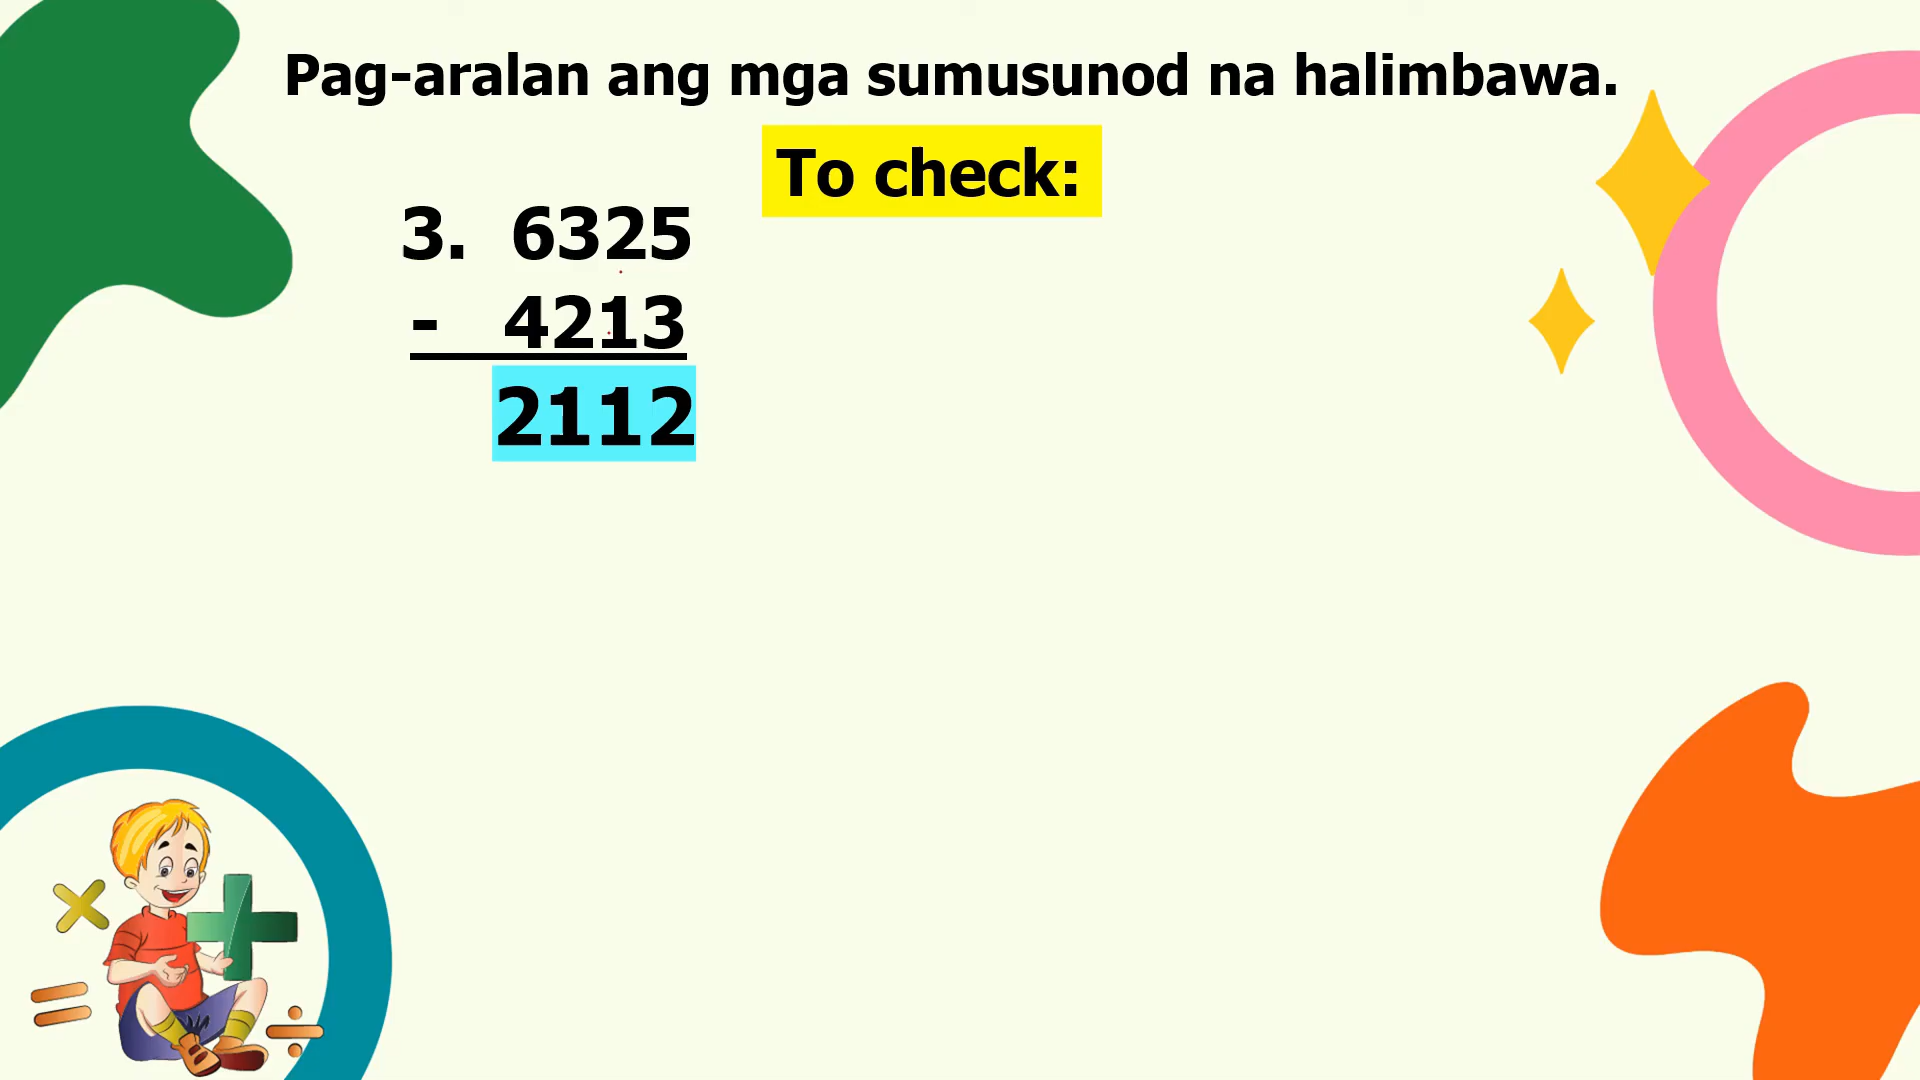 Pag-aralan ang mga sumusunod na halimbawa.
To check:
3. 6325
- 4213
2112